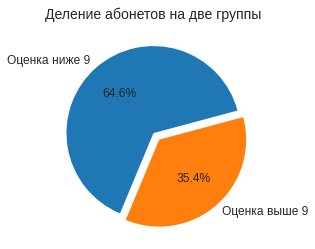 Деление абонетов на две группы
Оценка ниже 9
64.6%
35.4%
Оценка выше 9